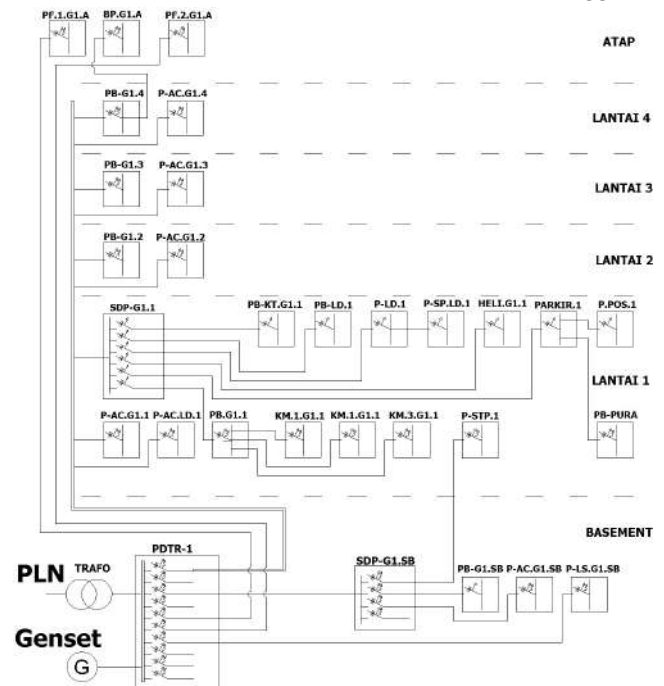 PF.1.G1.A BP.G1.A PF.2.G1.A
ATAP
PB-G1.4 P-AC.G1.4
LANTAI 4
PB-G1.3 P-AC.G1.3
LANTAI 3
PB-G1.2 P-AC.G1.2
LANTAI 2
SDP-G1.1 PB-KT.G1.1 PB-LD.1 P-LD.1 P-SP.LD.1 HELI.G1.1 PARKIR.1 P.POS.1
LANTAI 1
P-AC.G1.1 P-AC.LD.1 PB.G1.1 KM.1.G1.1 KM.1.G1.1 KM.3.G1.1 P-STP.1 PB-PURA
BASEMENT
PDTR-1
SDP-G1.SB
PLN TRAFO
PB-G1.SB P-AC.G1.SB P-LS.G1.SB
Genset
G